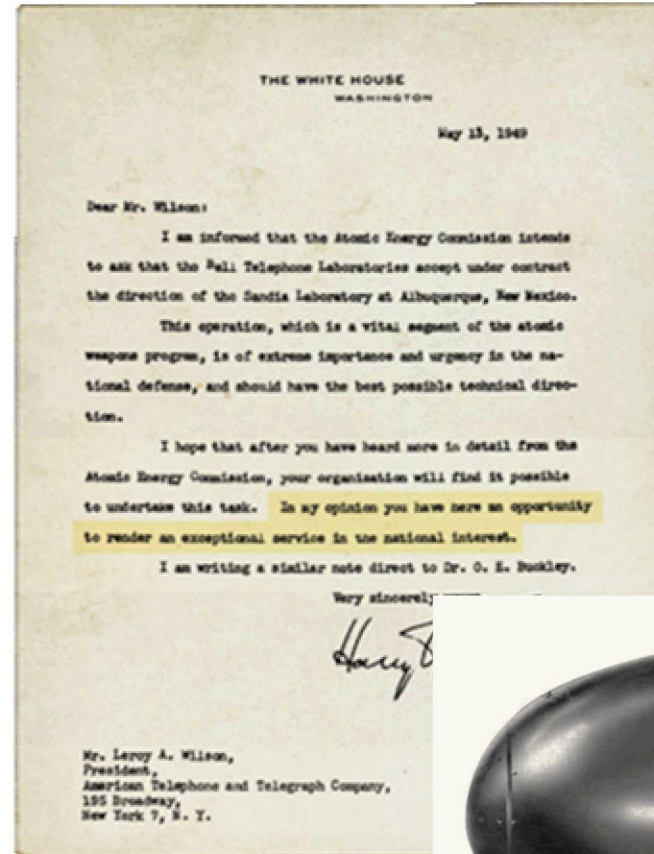 THE WHITE HOUSE
WASHINGTON
May 13, 1949
Dear Mr. Wilson:
I am informed that the Atomic Energy Commission intends
to ask that the Bell Telephone Laboratories accept under contract
the direction of the Sandia Laboratory at Albuquerque, New Mexico.
This operation, which is a vital segment of the atomic
weapons program, is of extreme importance and urgency in the na-
tional defense, and should have the best possible technical direc-
tion.
I hope that after you have heard more in detail from the
Atomic Energy Commission, your organization will find it possible
to undertake this task. In my opinion you have here an opportunity
to render an exceptional service in the national interest.
I am writing a similar note direct to Dr. O. E. Buckley.
Very sincerely
Harry
Mr. Leroy A. Wilson,
President,
American Telephone and Telegraph Company,
195 Broadway,
New York 7, N. Y.